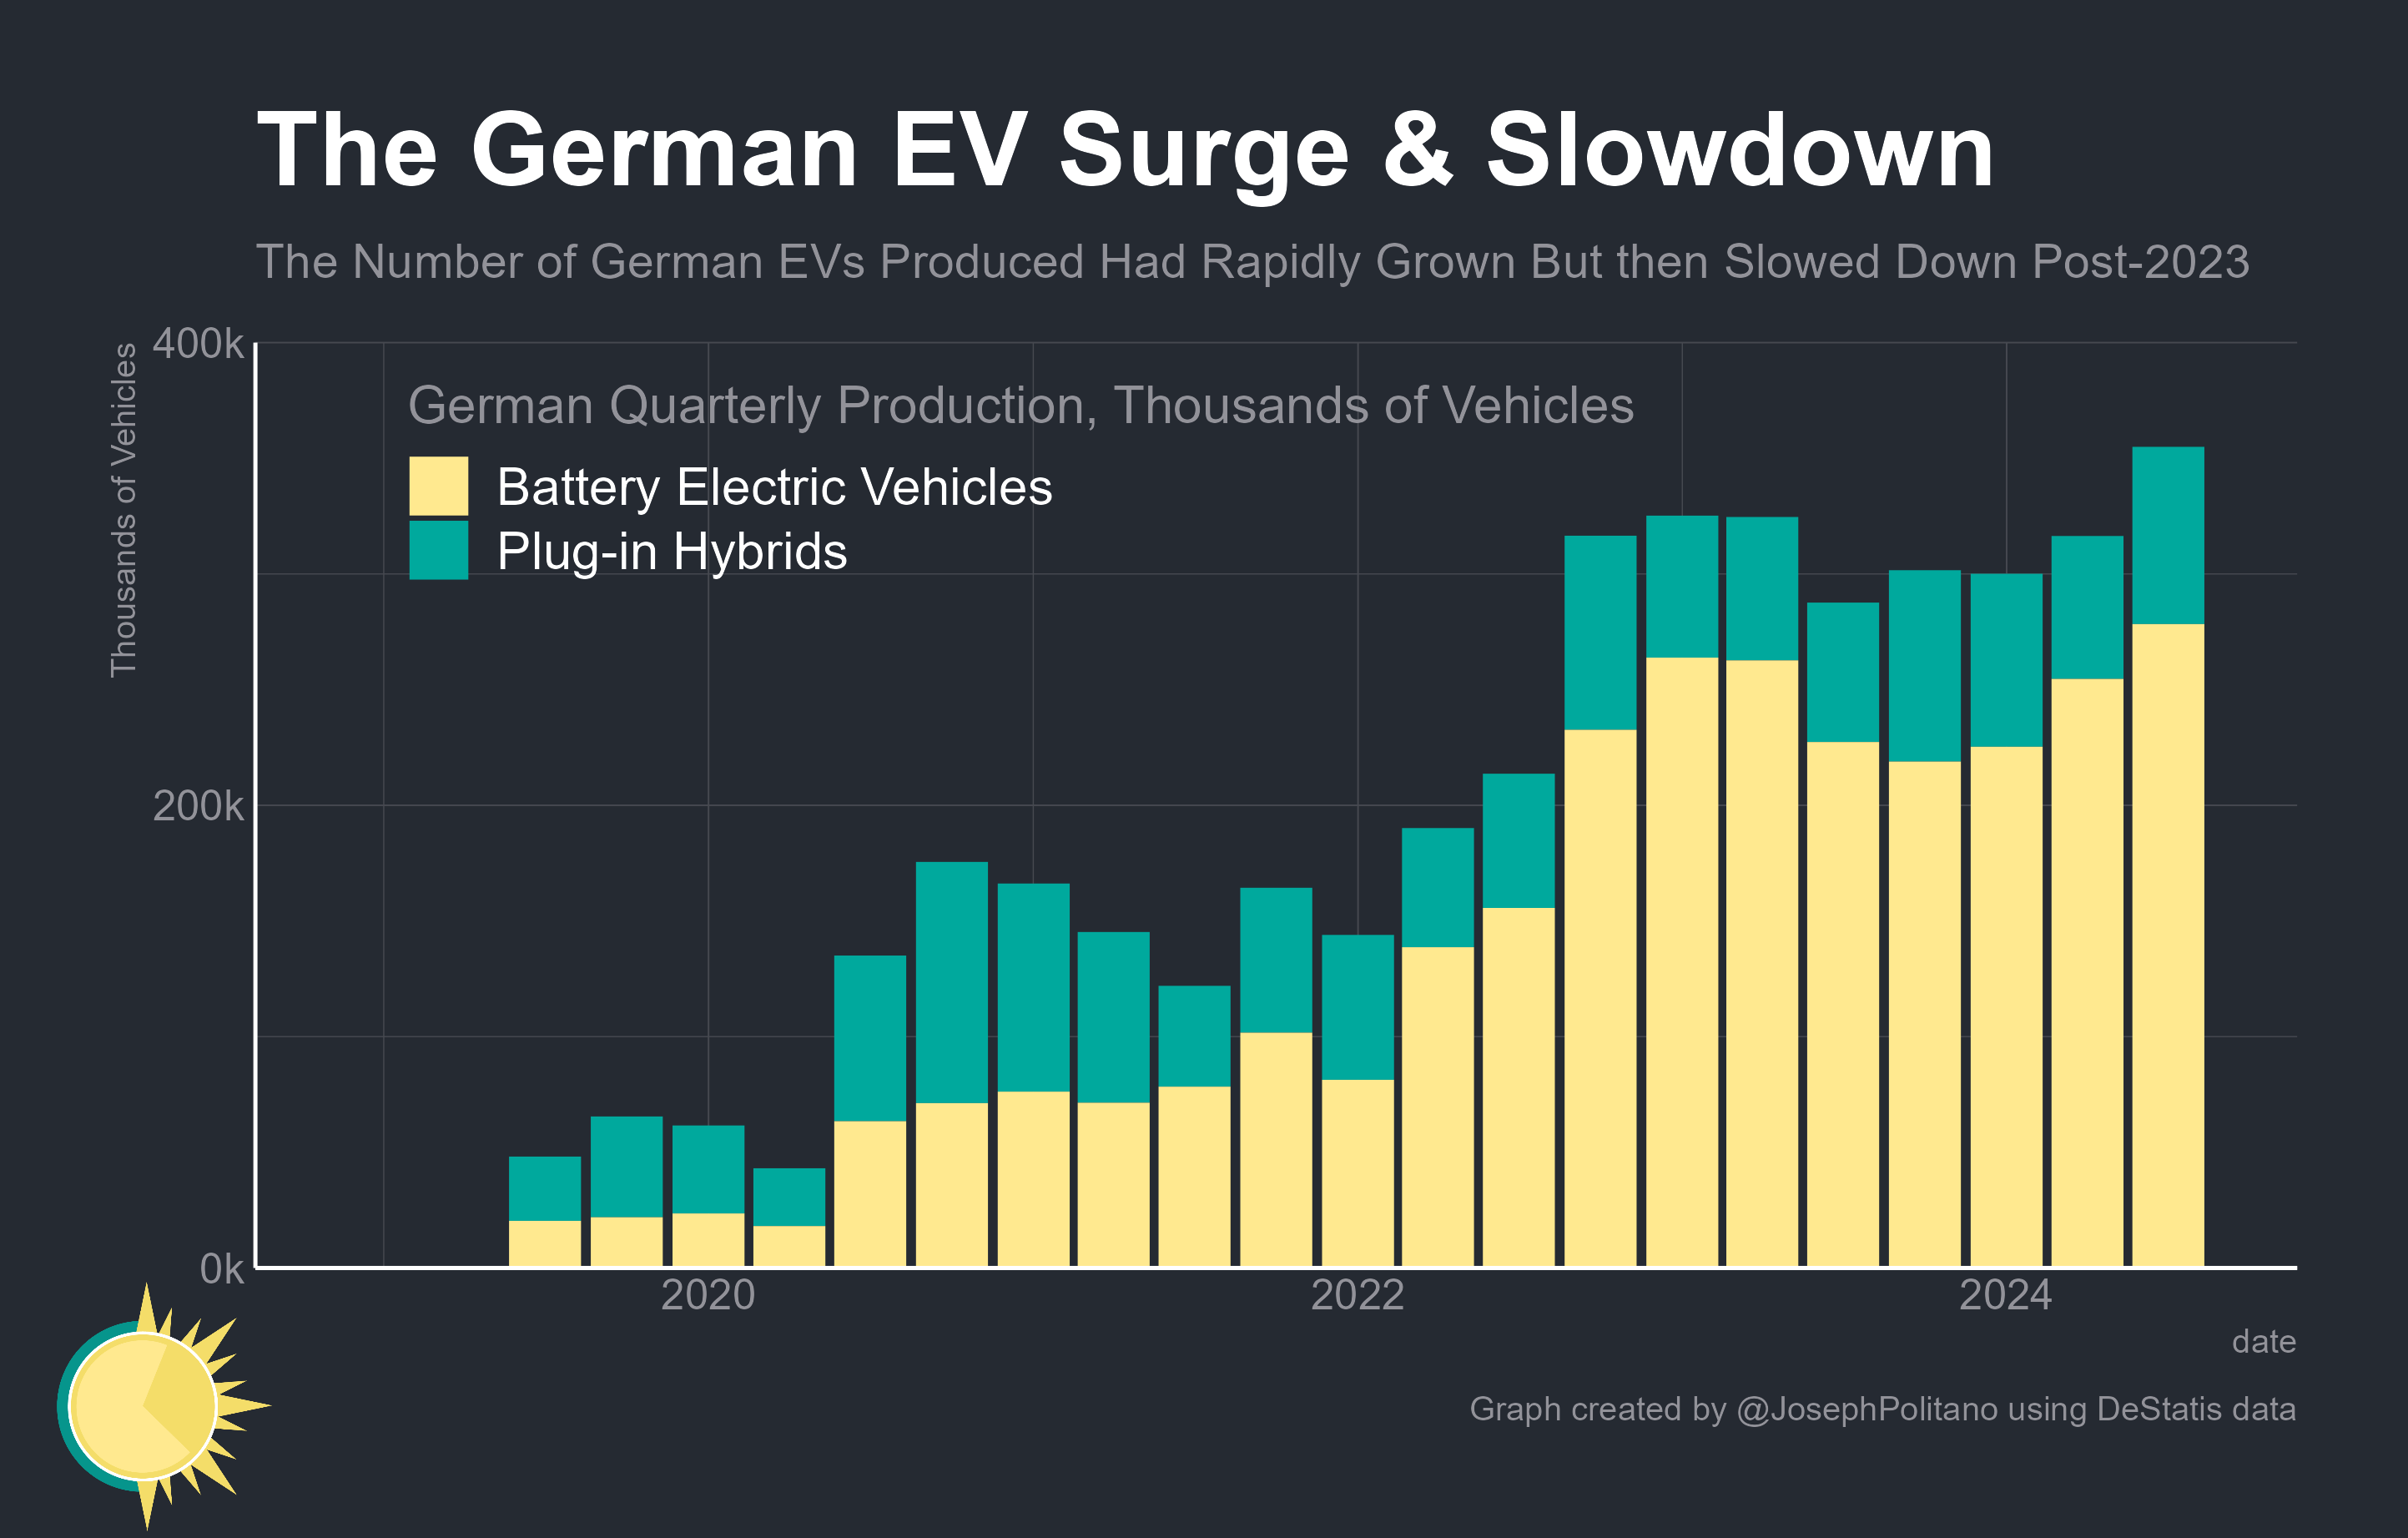 The German EV Surge & Slowdown
The Number of German EVs Produced Had Rapidly Grown But then Slowed Down Post-2023
Thousands of Vehicles
400k
German Quarterly Production, Thousands of Vehicles
Battery Electric Vehicles
Plug-in Hybrids
200k
0k
2020 2022 2024
date
Graph created by @JosephPolitano using DeStatis data